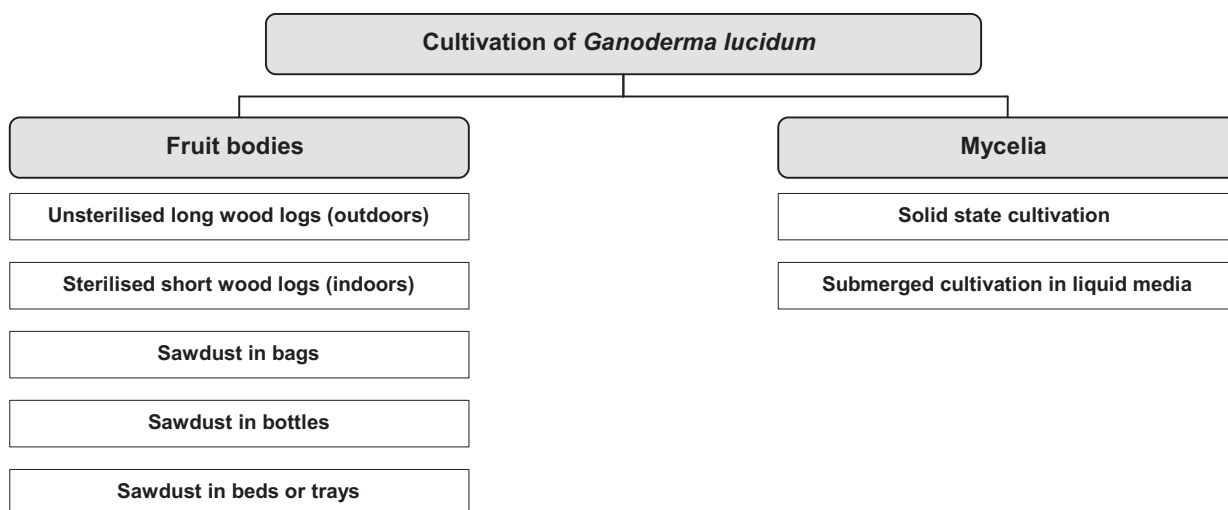 Cultivation of Ganoderma lucidum
Fruit bodies
Unsterilised long wood logs (outdoors)
Sterilised short wood logs (indoors)
Sawdust in bags
Sawdust in bottles
Sawdust in beds or trays
Mycelia
Solid state cultivation
Submerged cultivation in liquid media